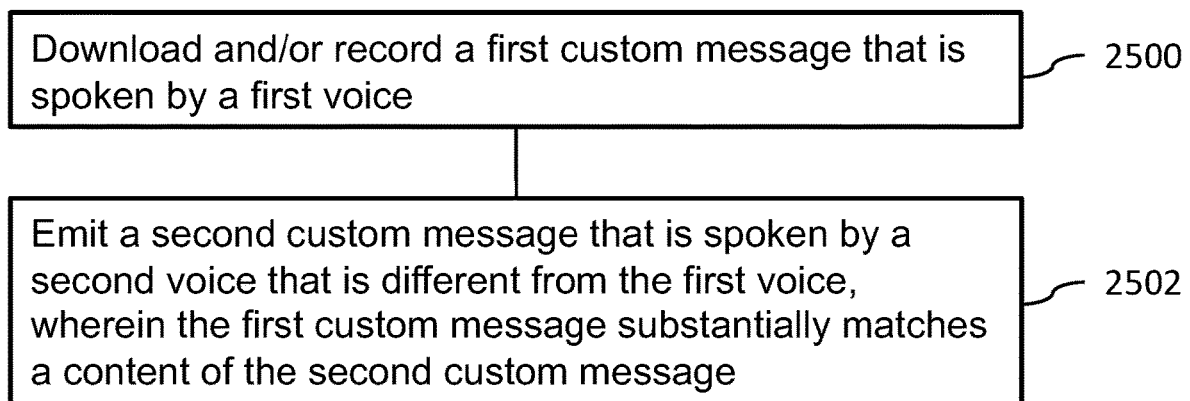 Download and/or record a first custom message that is
spoken by a first voice
2500
Emit a second custom message that is spoken by a
second voice that is different from the first voice,
wherein the first custom message substantially matches
a content of the second custom message
2502